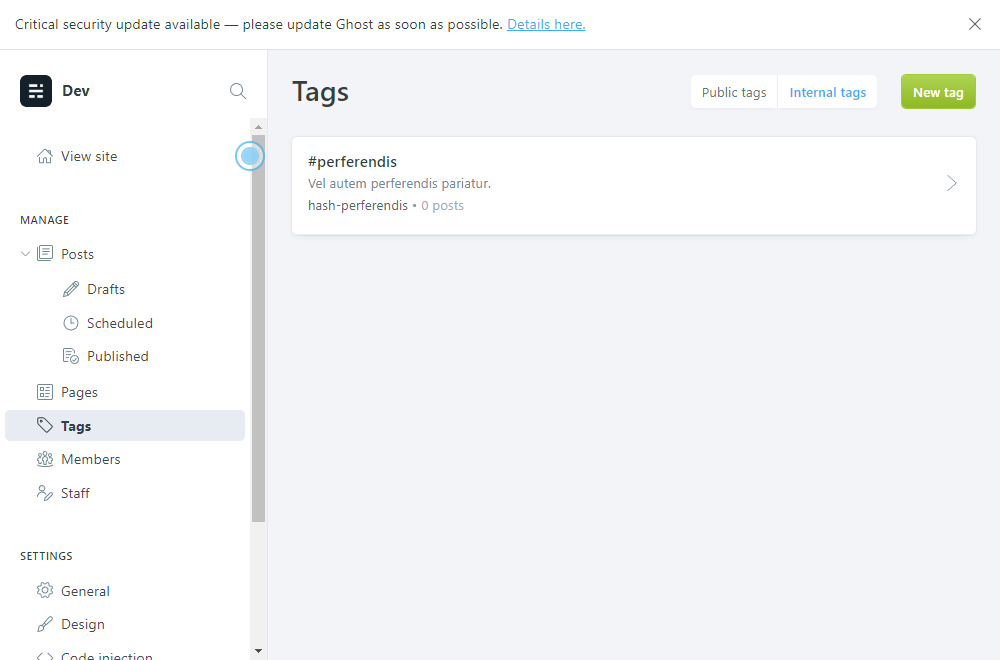 Critical security update available — please update Ghost as soon as possible. Details here.
Dev
View site
MANAGE
Posts
Drafts
Scheduled
Published
Pages
Tags
Members
Staff
SETTINGS
General
Design
Code injection
Tags
Public tags
Internal tags
New tag
#perferendis
Vel autem perferendis pariatur.
hash-perferendis • 0 posts